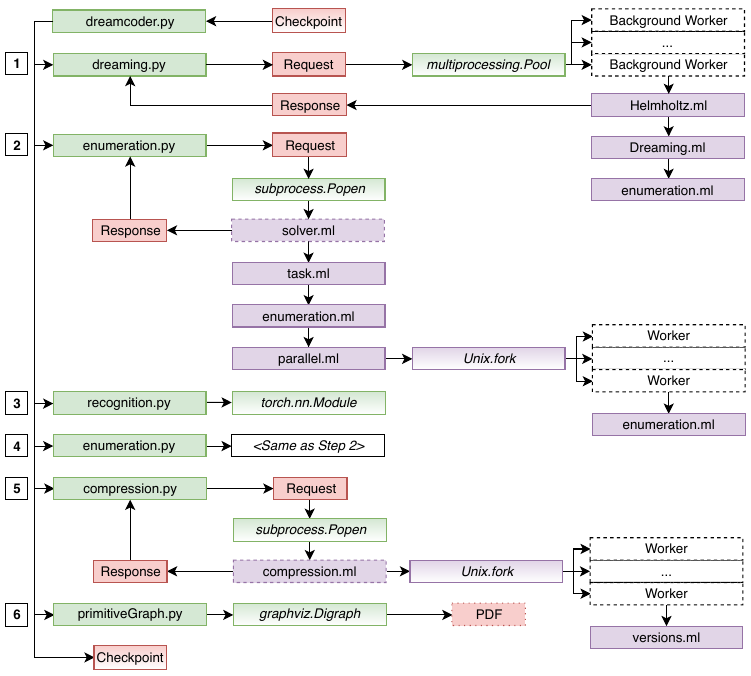 dreamcoder.py
Checkpoint
Background Worker
...
Background Worker
1
dreaming.py
Request
multiprocessing.Pool
Response
Helmholtz.ml
Dreaming.ml
enumeration.ml
2
enumeration.py
Request
subprocess.Popen
Response
solver.ml
task.ml
enumeration.ml
parallel.ml
Unix.fork
Worker
...
Worker
enumeration.ml
3
recognition.py
torch.nn.Module
4
enumeration.py
<Same as Step 2>
5
compression.py
Request
subprocess.Popen
Response
compression.ml
Unix.fork
Worker
...
Worker
versions.ml
6
primitiveGraph.py
graphviz.Digraph
PDF
Checkpoint